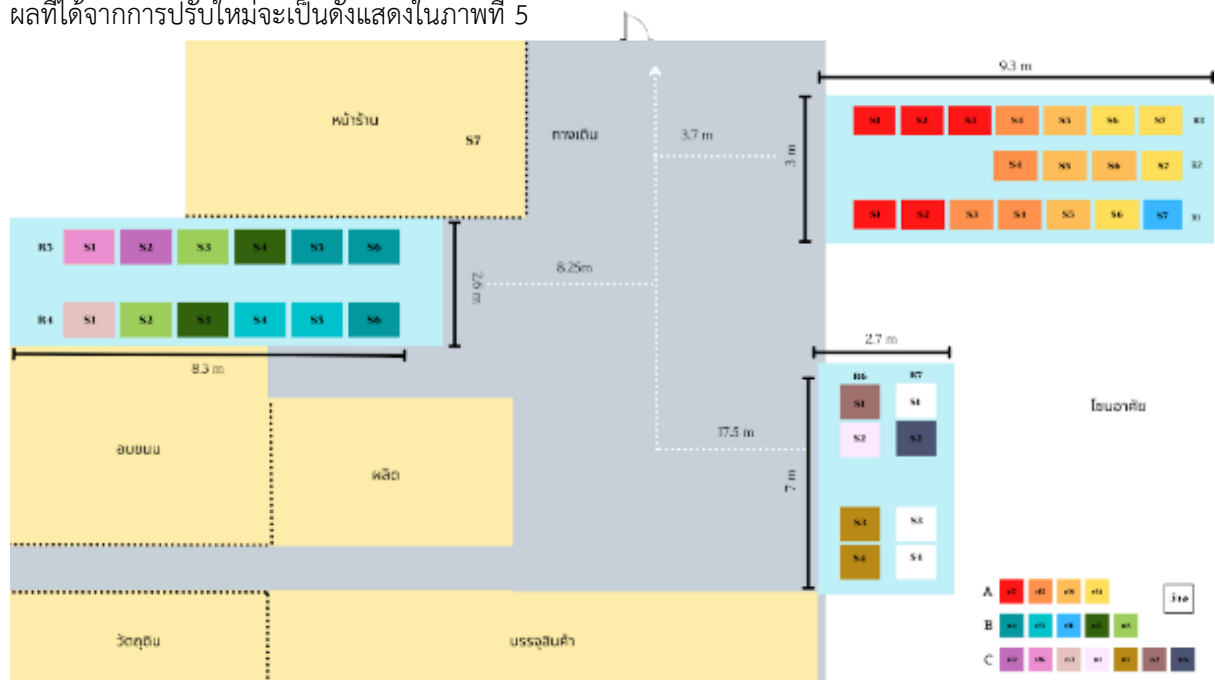 ผลที่ได้จากการปรับใหม่จะเป็นดังแสดงในภาพที่ 5
9.3 m
หน้าร้าน
S7
ทางเดิน
3.7 m
3 m
S1 S2 S3 S4 S5 S6 S7 R3
S4 S5 S6 S7 R2
S1 S2 S3 S4 S5 S6 S7 R1
R5 S1 S2 S3 S4 S5 S6
8.25m
2.6 m
R4 S1 S2 S3 S4 S5 S6
8.3 m
2.7 m
R6 R7
S1 S1
S2 S2
โซนอาศัย
17.5 m
7 m
อบขนม
ผลิต
S3 S3
S4 S4
A
ว่าง
B
C
วัตถุดิบ
บรรจุสินค้า